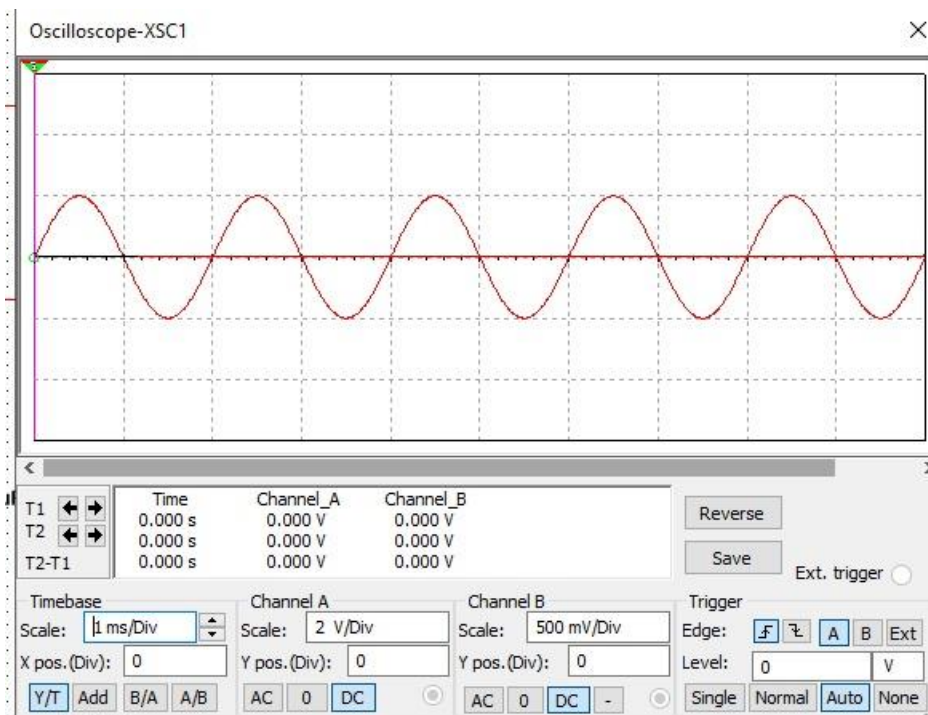 Oscilloscope-XSC1
Time Channel_A Channel_B
T1 0.000 s 0.000 V 0.000 V
T2 0.000 s 0.000 V 0.000 V
T2-T1 0.000 s 0.000 V 0.000 V
Reverse
Save
Ext. trigger
Timebase Channel A Channel B Trigger
Scale: 1 ms/Div Scale: 2 V/Div Scale: 500 mV/Div Edge: A B Ext
X pos.(Div): 0 Y pos.(Div): 0 Y pos.(Div): 0 Level: 0 V
Y/T Add B/A A/B AC 0 DC AC 0 DC - Single Normal Auto None